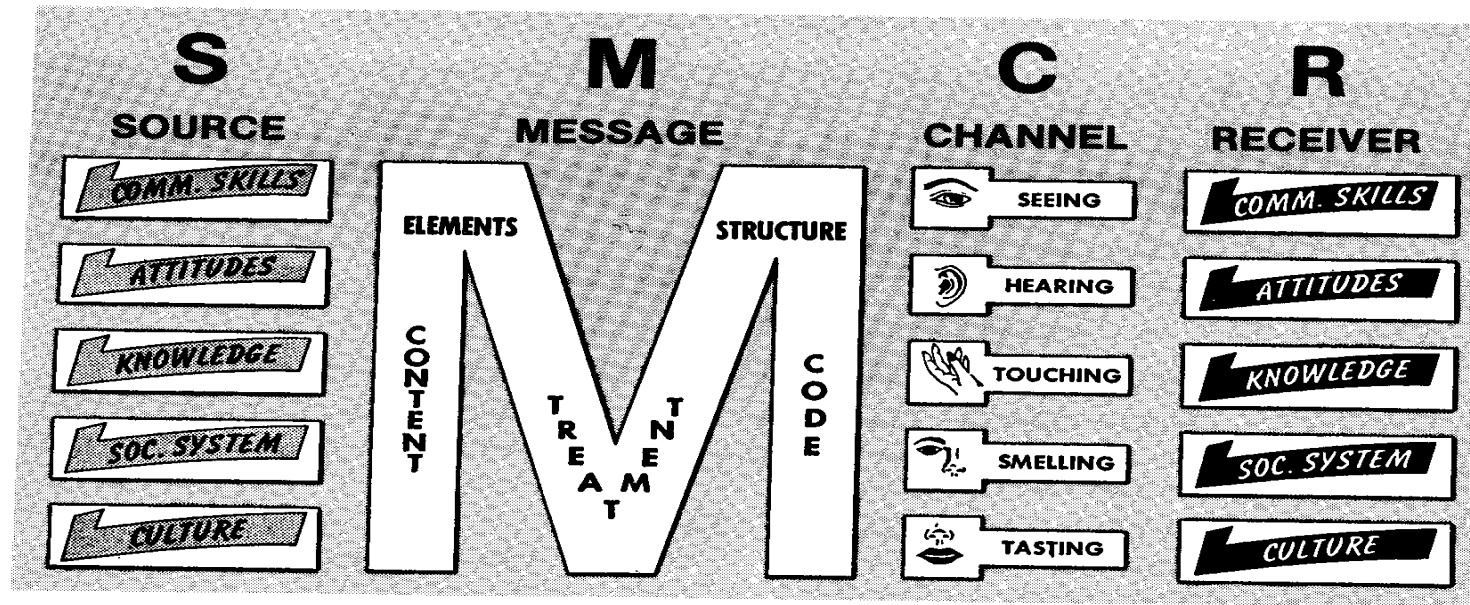 S
SOURCE
COMM. SKILLS
ATTITUDES
KNOWLEDGE
SOC. SYSTEM
CULTURE
M
MESSAGE
ELEMENTS
STRUCTURE
CONTENT
TREATMENT
CODE
C
CHANNEL
SEEING
HEARING
TOUCHING
SMELLING
TASTING
R
RECEIVER
COMM. SKILLS
ATTITUDES
KNOWLEDGE
SOC. SYSTEM
CULTURE